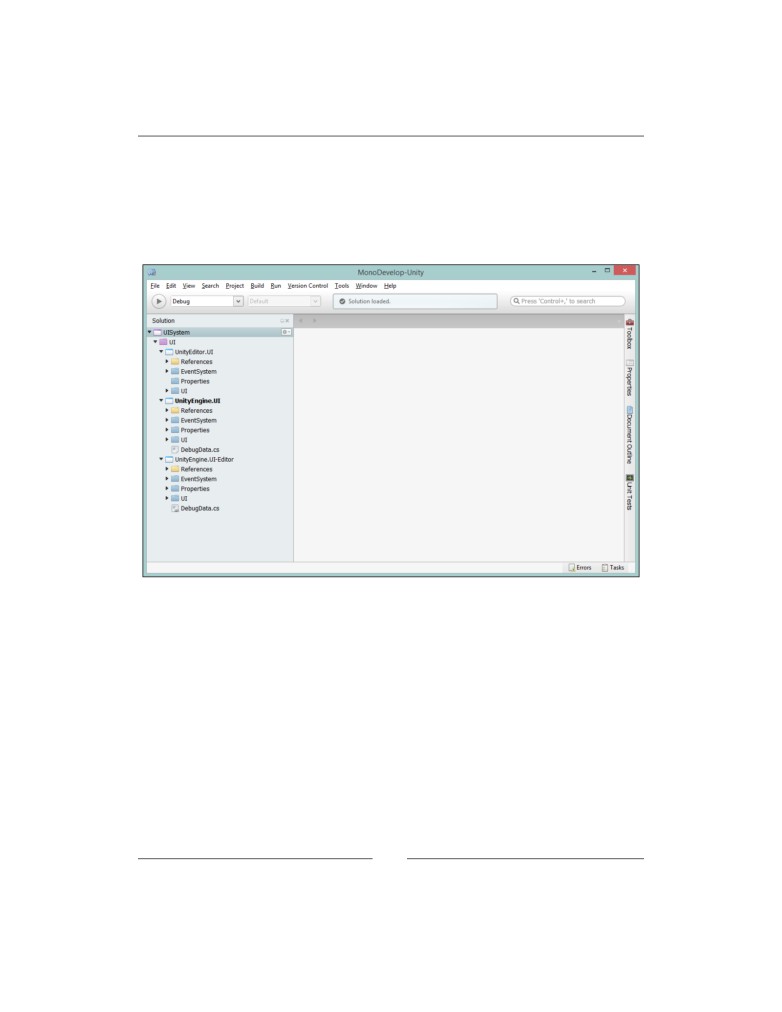 MonoDevelop-Unity
File Edit View Search Project Build Run Version Control Tools Window Help
Debug Default Solution loaded. Press 'Control+,' to search
Solution
UISystem
UI
UnityEditor.UI
References
EventSystem
Properties
UI
UnityEngine.UI
References
EventSystem
Properties
UI
DebugData.cs
UnityEngine.UI-Editor
References
EventSystem
Properties
UI
DebugData.cs
Toolbox
Properties
Document Outline
Unit Tests
Errors Tasks